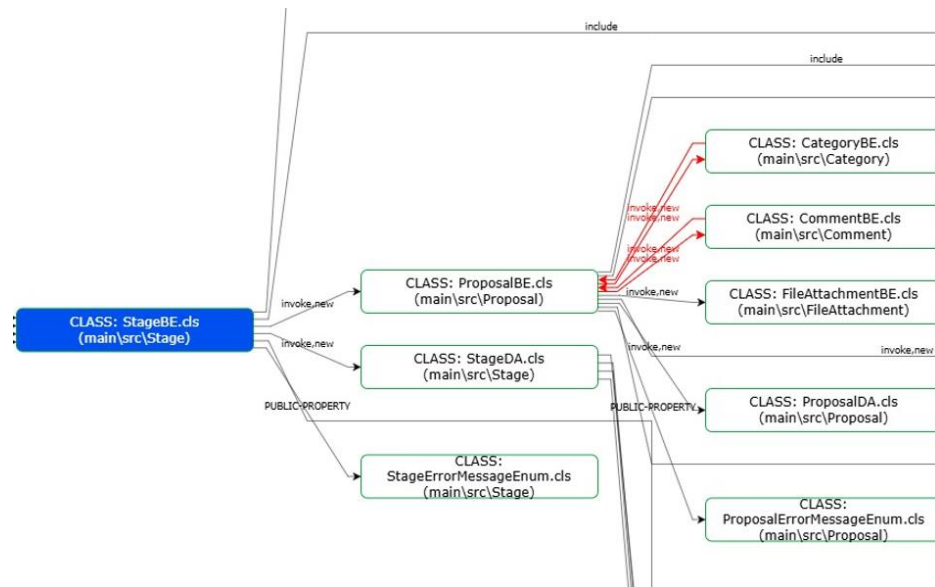 include
include
CLASS: CategoryBE.cls
(main\src\Category)
invoke,new
invoke,new
CLASS: CommentBE.cls
(main\src\Comment)
invoke,new
invoke,new
CLASS: ProposalBE.cls
(main\src\Proposal)
invoke,new
CLASS: FileAttachmentBE.cls
(main\src\FileAttachment)
invoke,new
CLASS: StageBE.cls
(main\src\Stage)
invoke,new
invoke,new
invoke,new
CLASS: StageDA.cls
(main\src\Stage)
PUBLIC-PROPERTY
PUBLIC-PROPERTY
CLASS: ProposalDA.cls
(main\src\Proposal)
CLASS:
StageErrorMessageEnum.cls
(main\src\Stage)
CLASS:
ProposalErrorMessageEnum.cls
(main\src\Proposal)